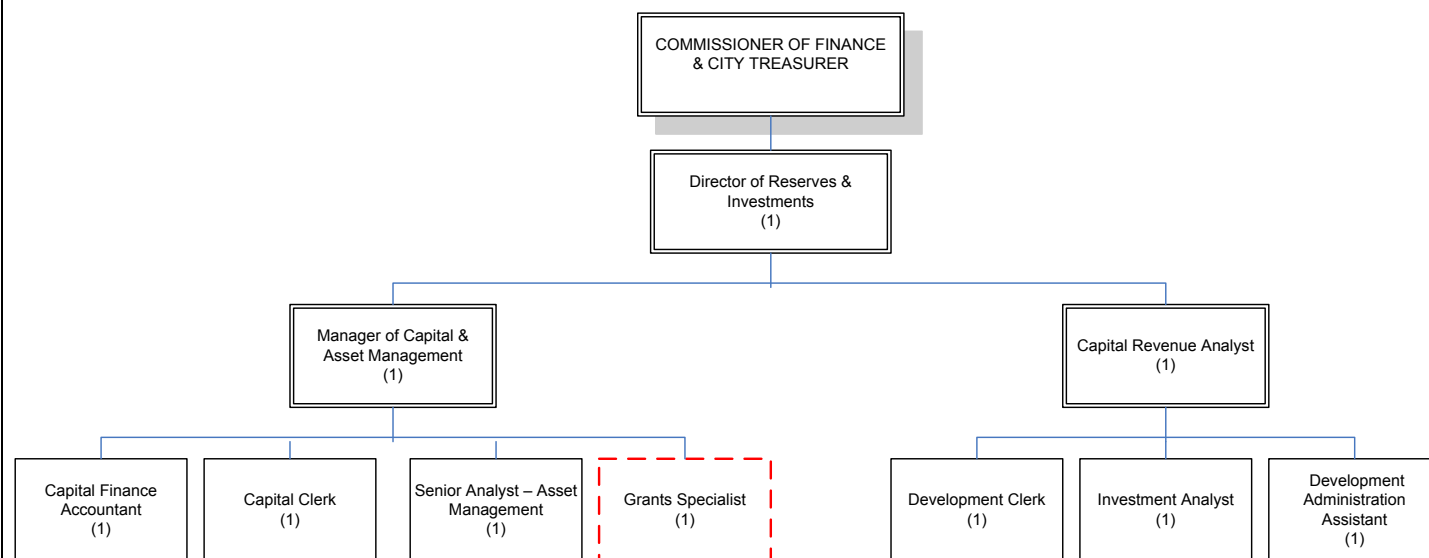 COMMISSIONER OF FINANCE
& CITY TREASURER
Director of Reserves &
Investments
(1)
Manager of Capital &
Asset Management
(1)
Capital Revenue Analyst
(1)
Capital Finance
Accountant
(1)
Capital Clerk
(1)
Senior Analyst – Asset
Management
(1)
Grants Specialist
(1)
Development Clerk
(1)
Investment Analyst
(1)
Development
Administration
Assistant
(1)